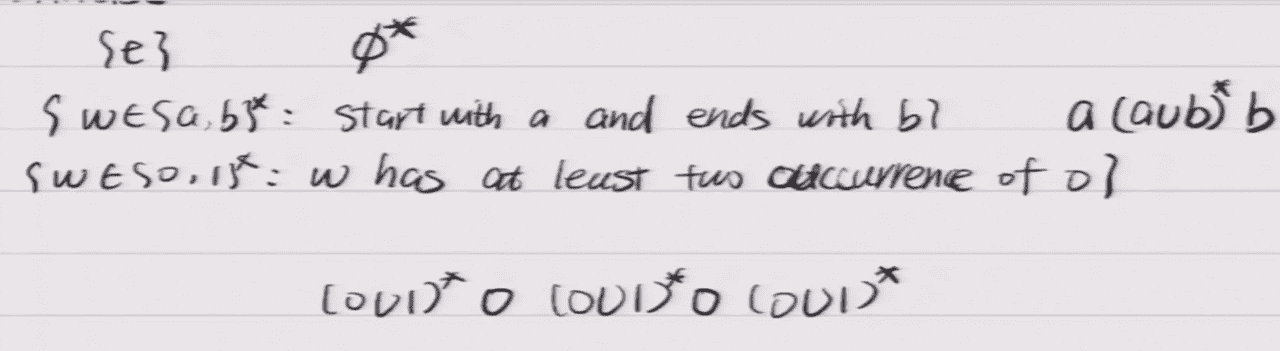 {e} ϕ*
{w∈{a,b}*: start with a and ends with b} a(a∪b)*b
{w∈{0,1}*: w has at least two occurrence of 0}
(0∪1)* 0 (0∪1)* 0 (0∪1)*